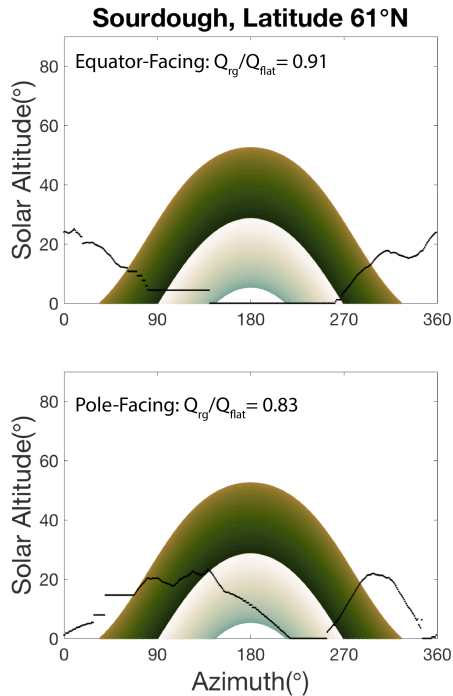 Sourdough, Latitude 61°N
Equator-Facing: Qrg/Qflat= 0.91
Solar Altitude(°)
80
60
40
20
0
0 90 180 270 360
Pole-Facing: Qrg/Qflat= 0.83
Solar Altitude(°)
80
60
40
20
0
0 90 180 270 360
Azimuth(°)